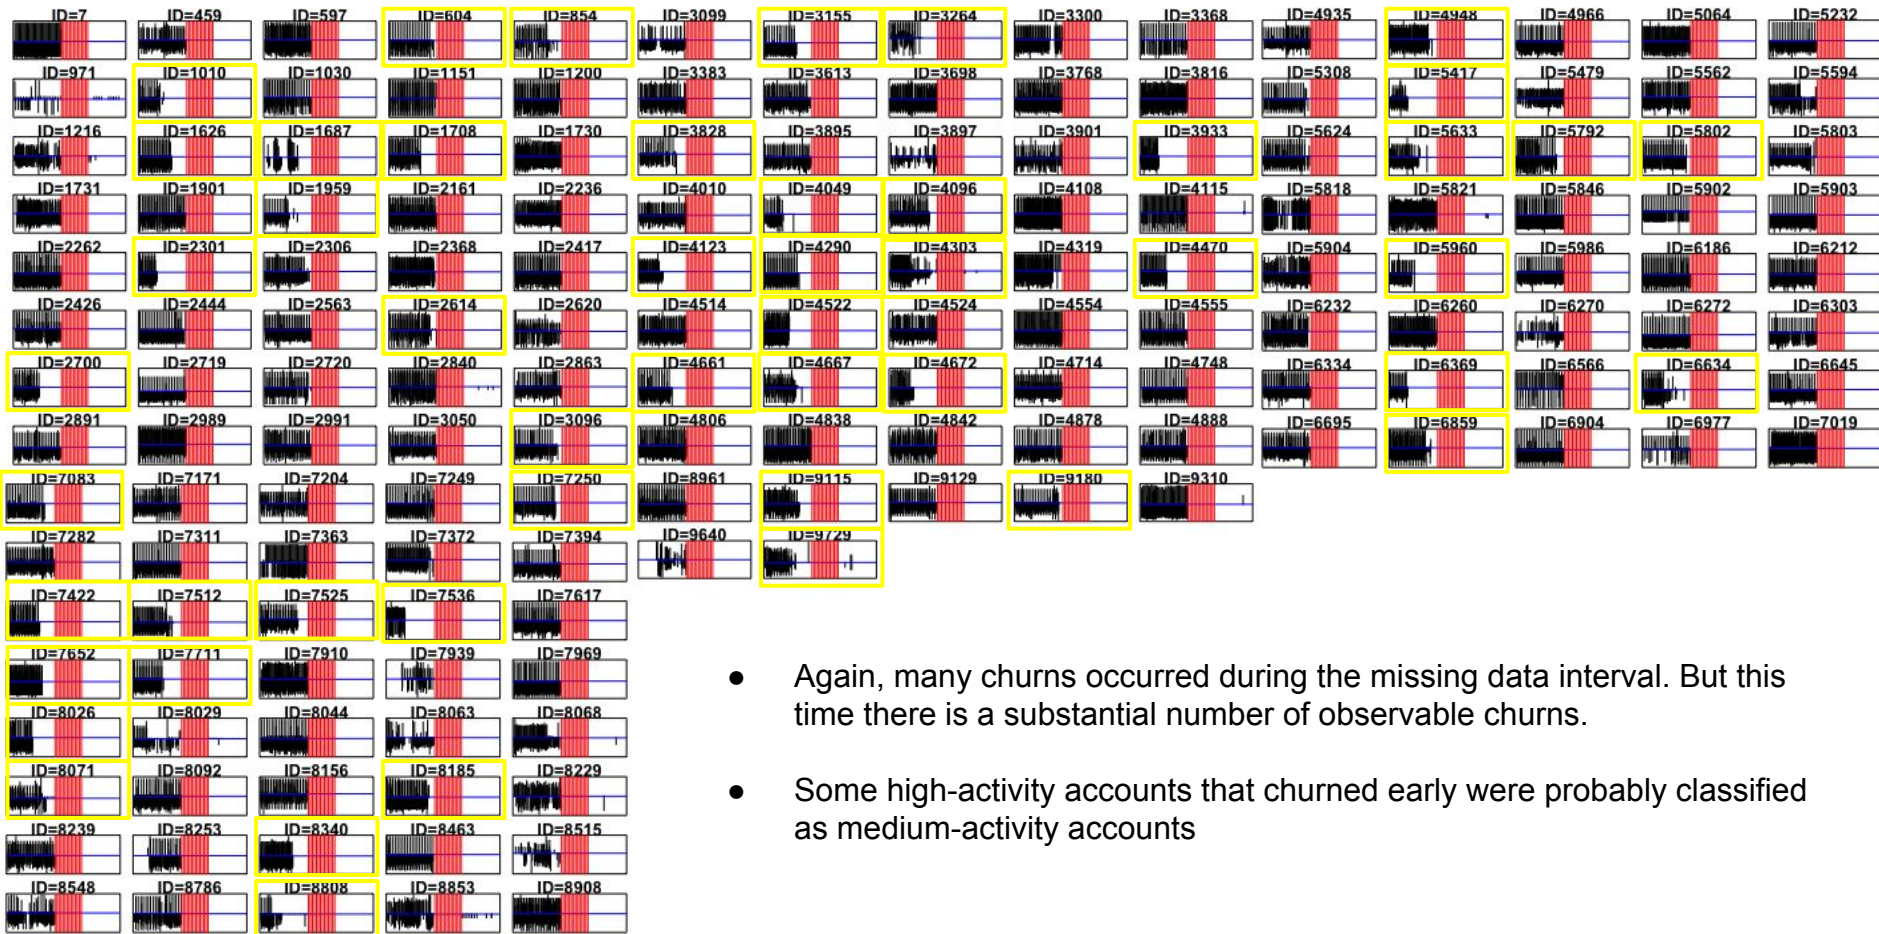 ID=7 ID=459 ID=597 ID=604 ID=854 ID=3099 ID=3155 ID=3264 ID=3300 ID=3368 ID=4935 ID=4948 ID=4966 ID=5064 ID=5232
ID=971 ID=1010 ID=1030 ID=1151 ID=1200 ID=3383 ID=3613 ID=3698 ID=3768 ID=3816 ID=5308 ID=5417 ID=5479 ID=5562 ID=5594
ID=1216 ID=1626 ID=1687 ID=1708 ID=1730 ID=3828 ID=3895 ID=3897 ID=3901 ID=3933 ID=5624 ID=5633 ID=5792 ID=5802 ID=5803
ID=1731 ID=1901 ID=1959 ID=2161 ID=2236 ID=4010 ID=4049 ID=4096 ID=4108 ID=4115 ID=5818 ID=5821 ID=5846 ID=5902 ID=5903
ID=2262 ID=2301 ID=2306 ID=2368 ID=2417 ID=4123 ID=4290 ID=4303 ID=4319 ID=4470 ID=5904 ID=5960 ID=5986 ID=6186 ID=6212
ID=2426 ID=2444 ID=2563 ID=2614 ID=2620 ID=4514 ID=4522 ID=4524 ID=4554 ID=4555 ID=6232 ID=6260 ID=6270 ID=6272 ID=6303
ID=2700 ID=2719 ID=2720 ID=2840 ID=2863 ID=4661 ID=4667 ID=4672 ID=4714 ID=4748 ID=6334 ID=6369 ID=6566 ID=6634 ID=6645
ID=2891 ID=2989 ID=2991 ID=3050 ID=3096 ID=4806 ID=4838 ID=4842 ID=4878 ID=4888 ID=6695 ID=6859 ID=6904 ID=6977 ID=7019
ID=7083 ID=7171 ID=7204 ID=7249 ID=7250 ID=8961 ID=9115 ID=9129 ID=9180 ID=9310
ID=7282 ID=7311 ID=7363 ID=7372 ID=7394 ID=9640 ID=9729
ID=7422 ID=7512 ID=7525 ID=7536 ID=7617
ID=7652 ID=7711 ID=7910 ID=7939 ID=7969
ID=8026 ID=8029 ID=8044 ID=8063 ID=8068
ID=8071 ID=8092 ID=8156 ID=8185 ID=8229
ID=8239 ID=8253 ID=8340 ID=8463 ID=8515
ID=8548 ID=8786 ID=8808 ID=8853 ID=8908
● Again, many churns occurred during the missing data interval. But this
time there is a substantial number of observable churns.
● Some high-activity accounts that churned early were probably classified
as medium-activity accounts